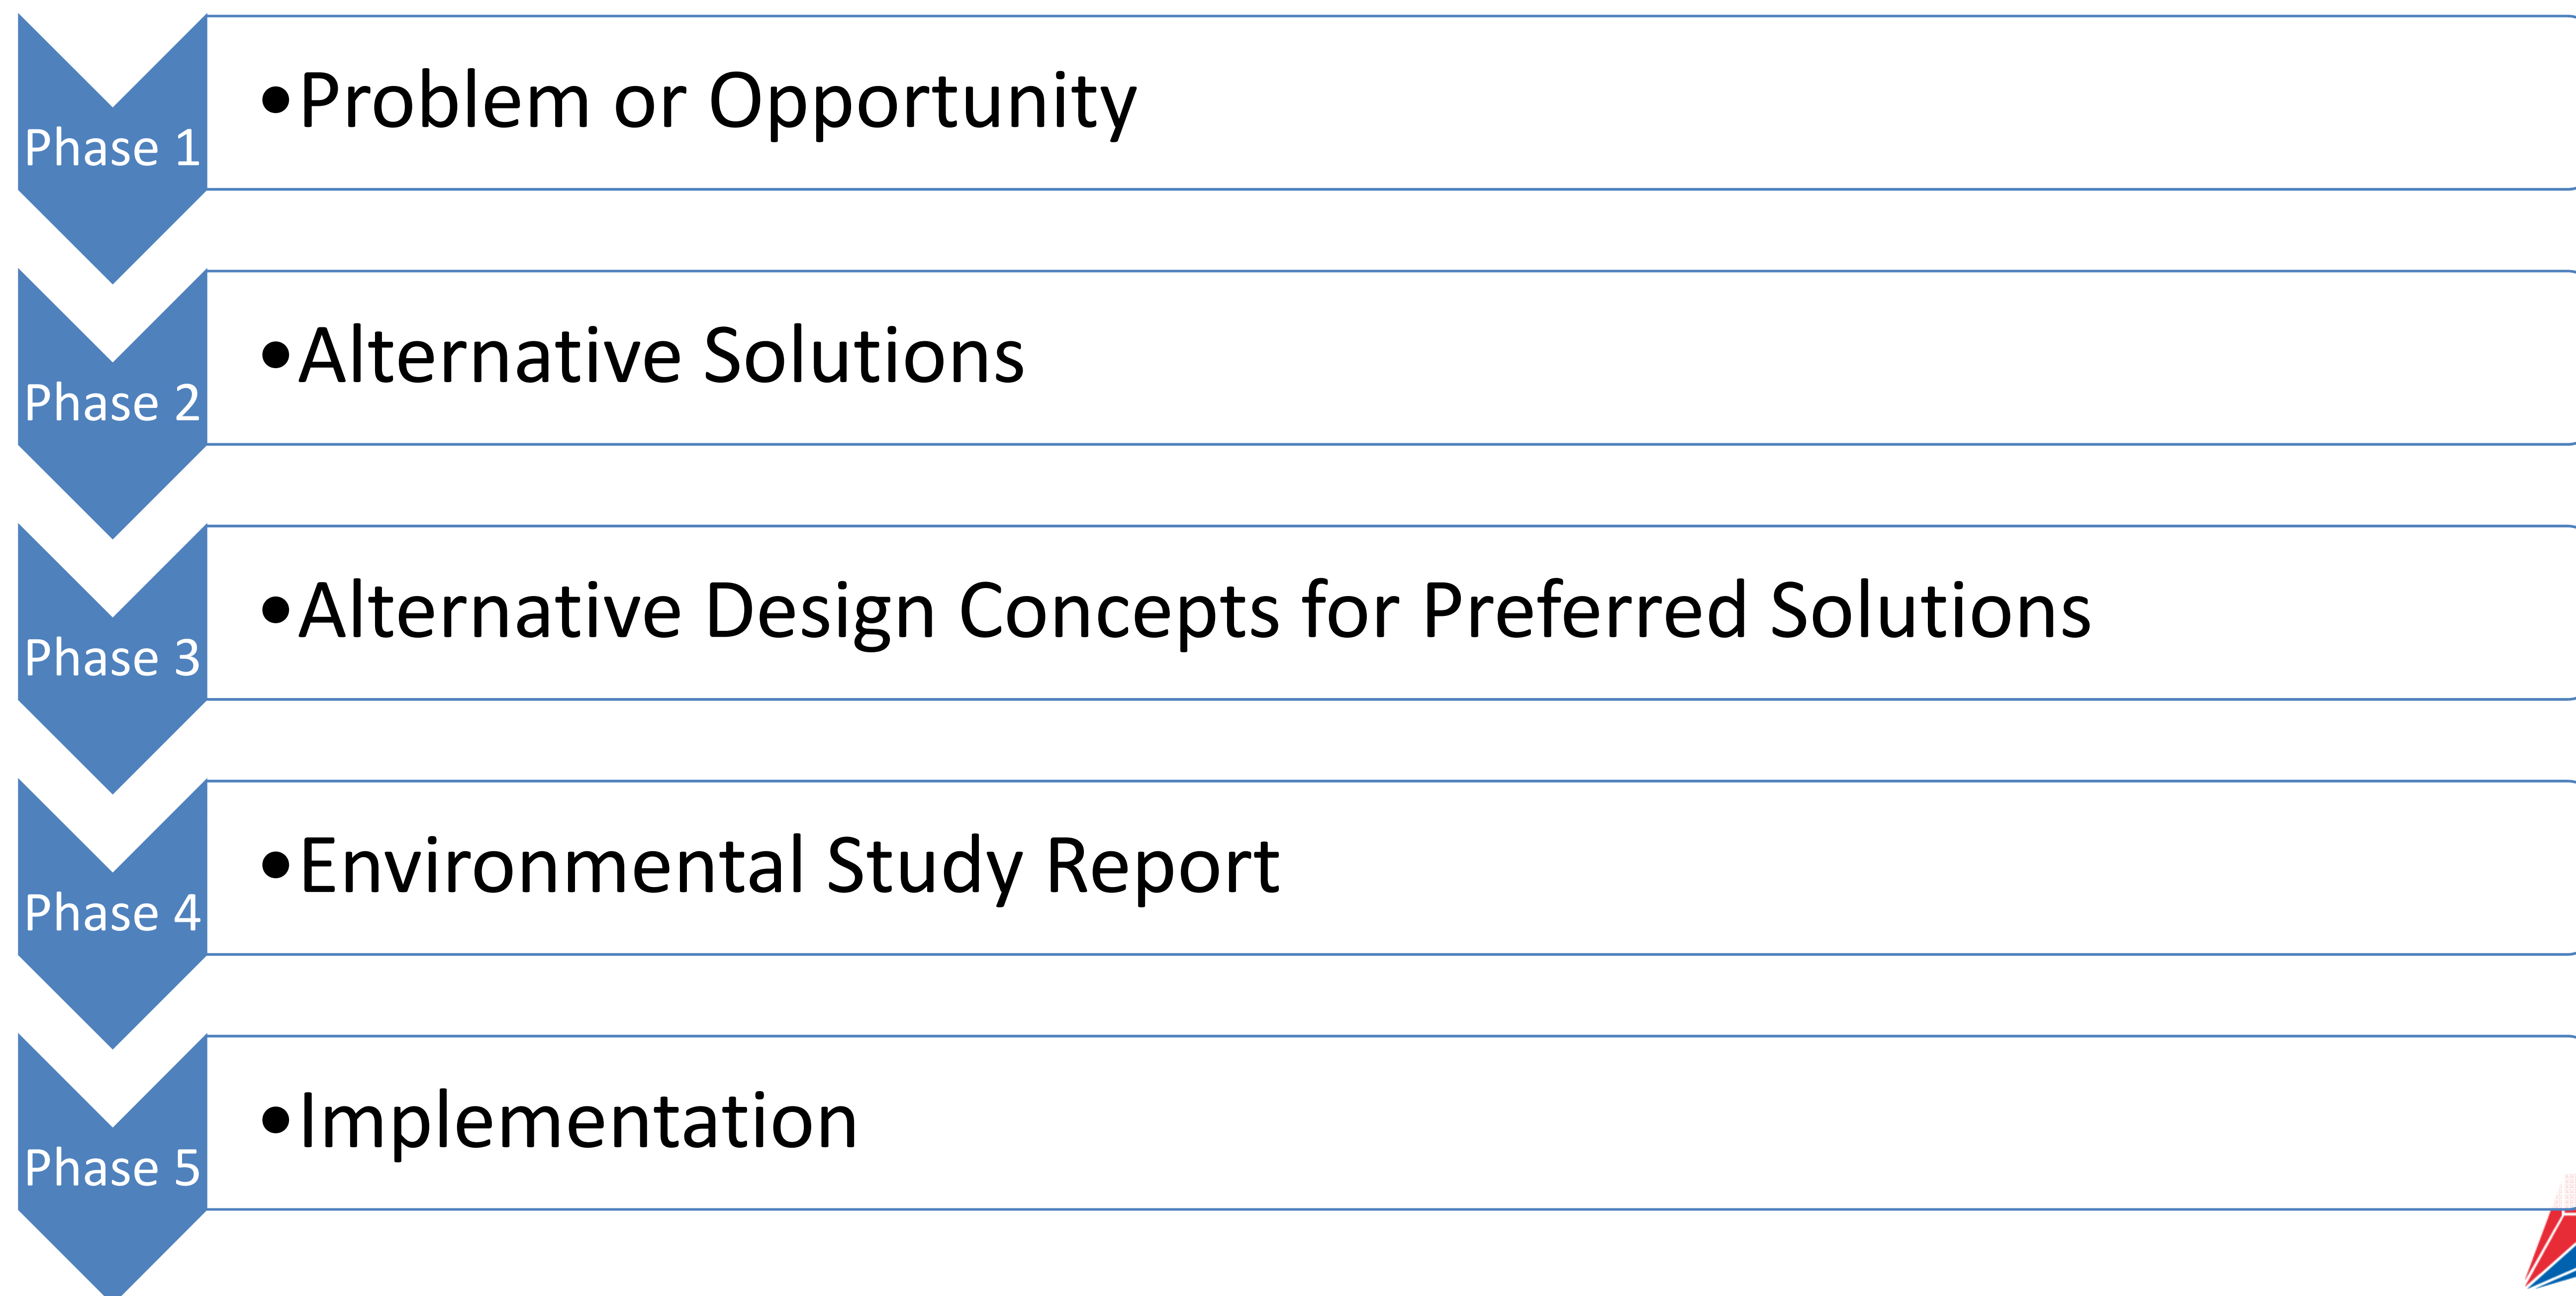 Phase 1
•Problem or Opportunity
Phase 2
•Alternative Solutions
Phase 3
•Alternative Design Concepts for Preferred Solutions
Phase 4
•Environmental Study Report
Phase 5
•Implementation